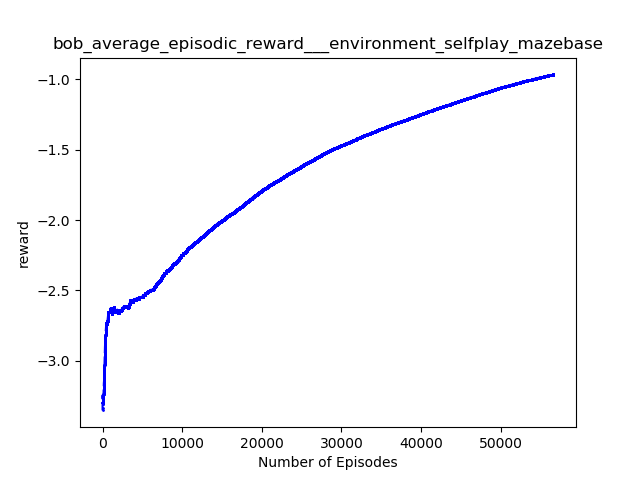 bob_average_episodic_reward___environment_selfplay_mazebase
−1.0
−1.5
−2.0
−2.5
−3.0
reward
0 10000 20000 30000 40000 50000
Number of Episodes